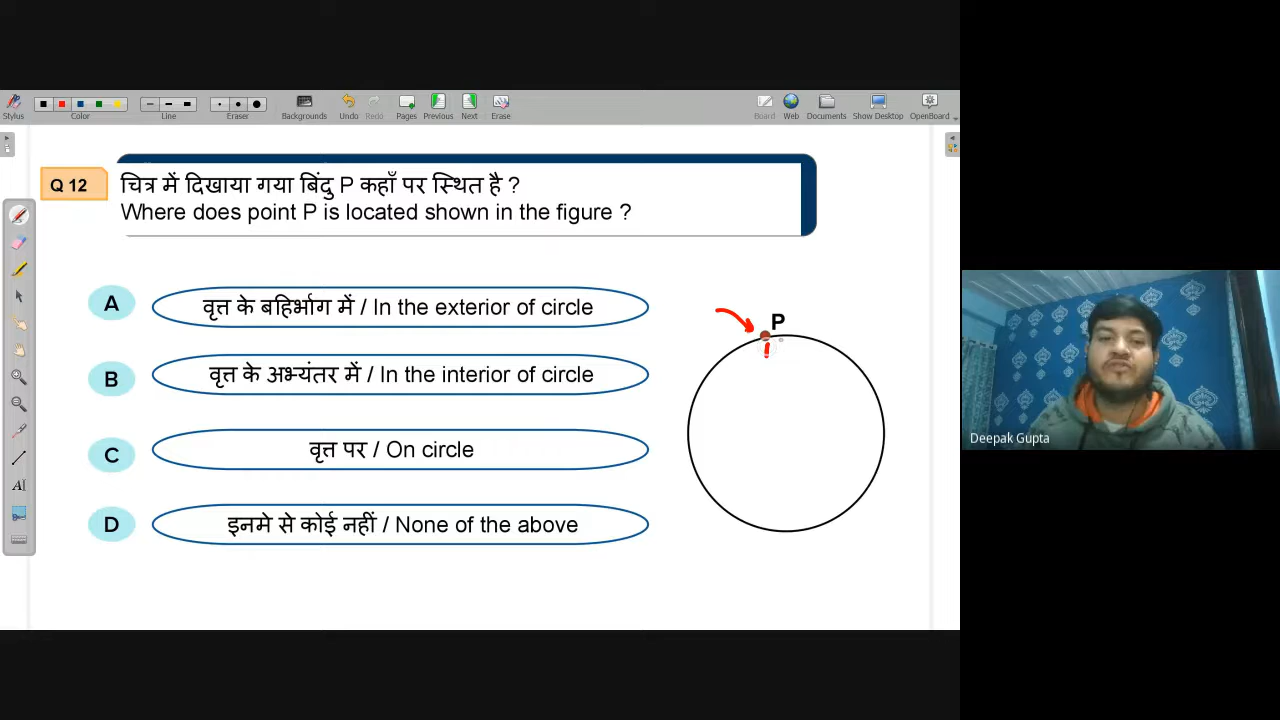 Stylus
Color
Line
Eraser
Backgrounds
Undo
Redo
Pages
Previous
Next
Erase
Board
Web
Documents
Show Desktop
OpenBoard
Q 12
चित्र में दिखाया गया बिंदु P कहाँ पर स्थित है ?
Where does point P is located shown in the figure ?
A
वृत्त के बहिर्भाग में / In the exterior of circle
B
वृत्त के अभ्यंतर में / In the interior of circle
C
वृत्त पर / On circle
D
इनमे से कोई नहीं / None of the above
P
Deepak Gupta